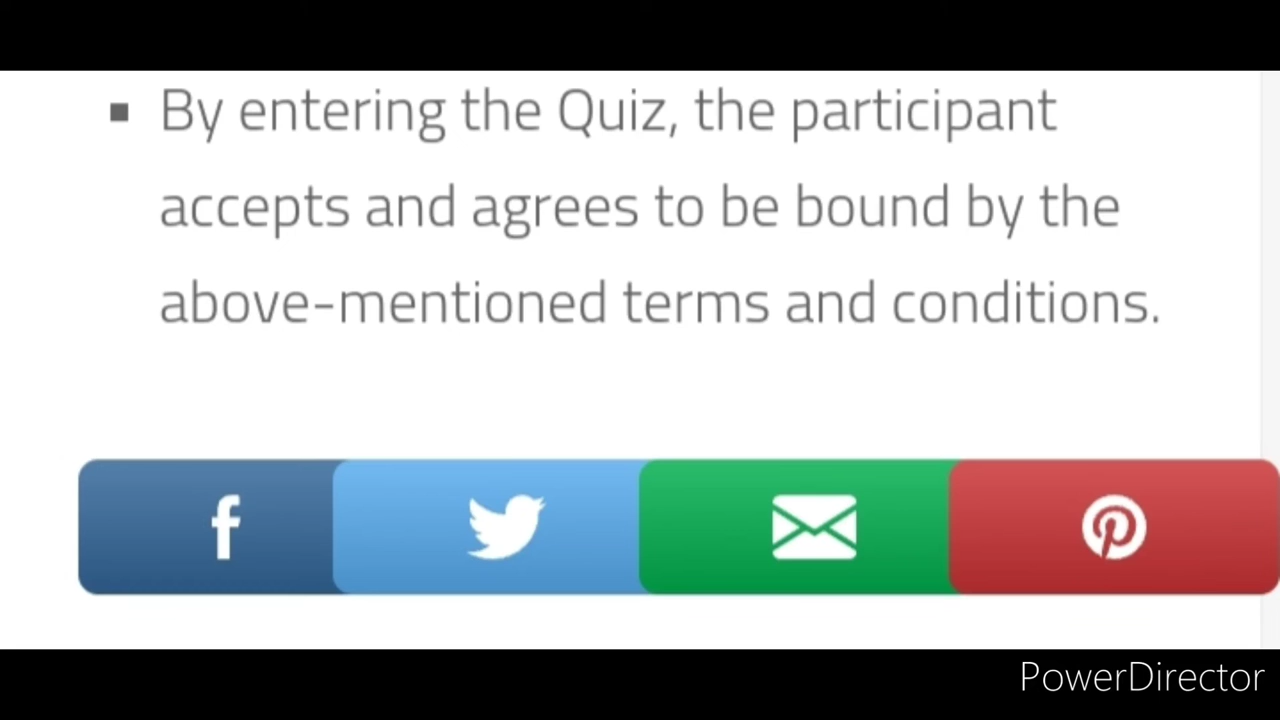 ▪ By entering the Quiz, the participant
accepts and agrees to be bound by the
above-mentioned terms and conditions.
PowerDirector